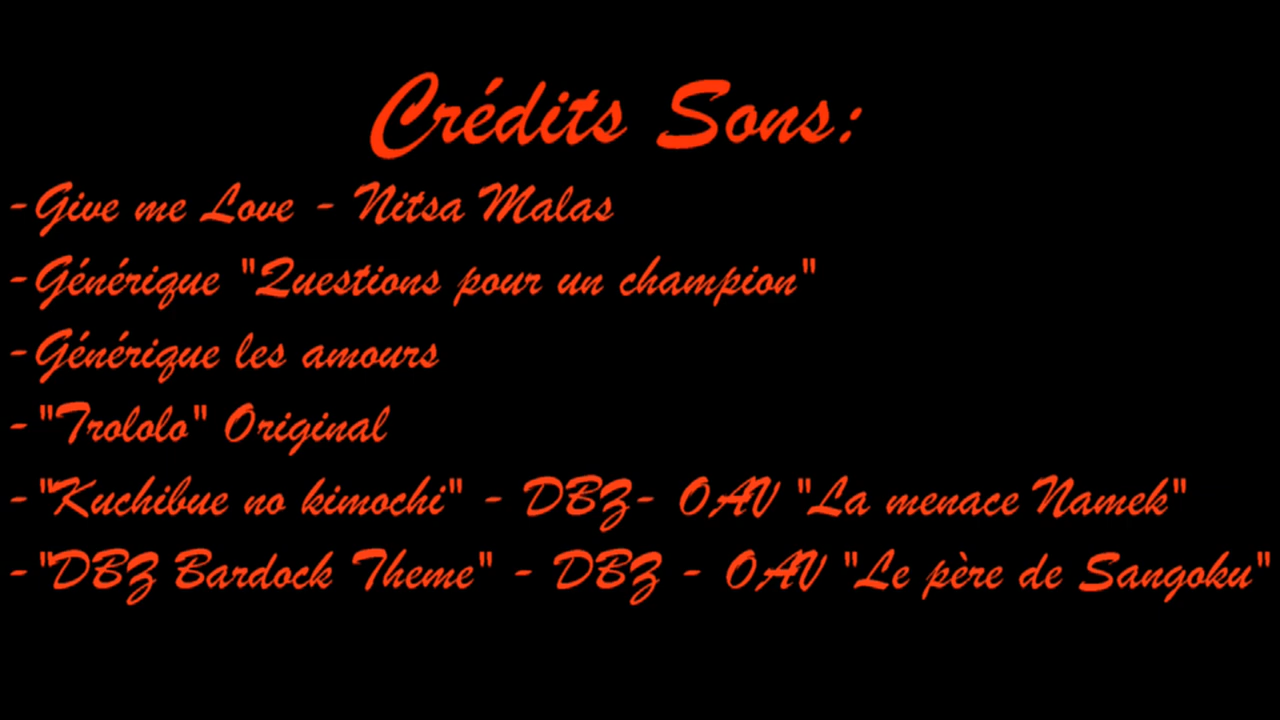 Crédits Sons:
-Give me Love - Nitsa Malas
-Générique "Questions pour un champion"
-Générique les amours
-"Trololo" Original
-"Kuchibue no kimochi" - DBZ- OAV "La menace Namek"
-"DBZ Bardock Theme" - DBZ - OAV "Le père de Sangoku"